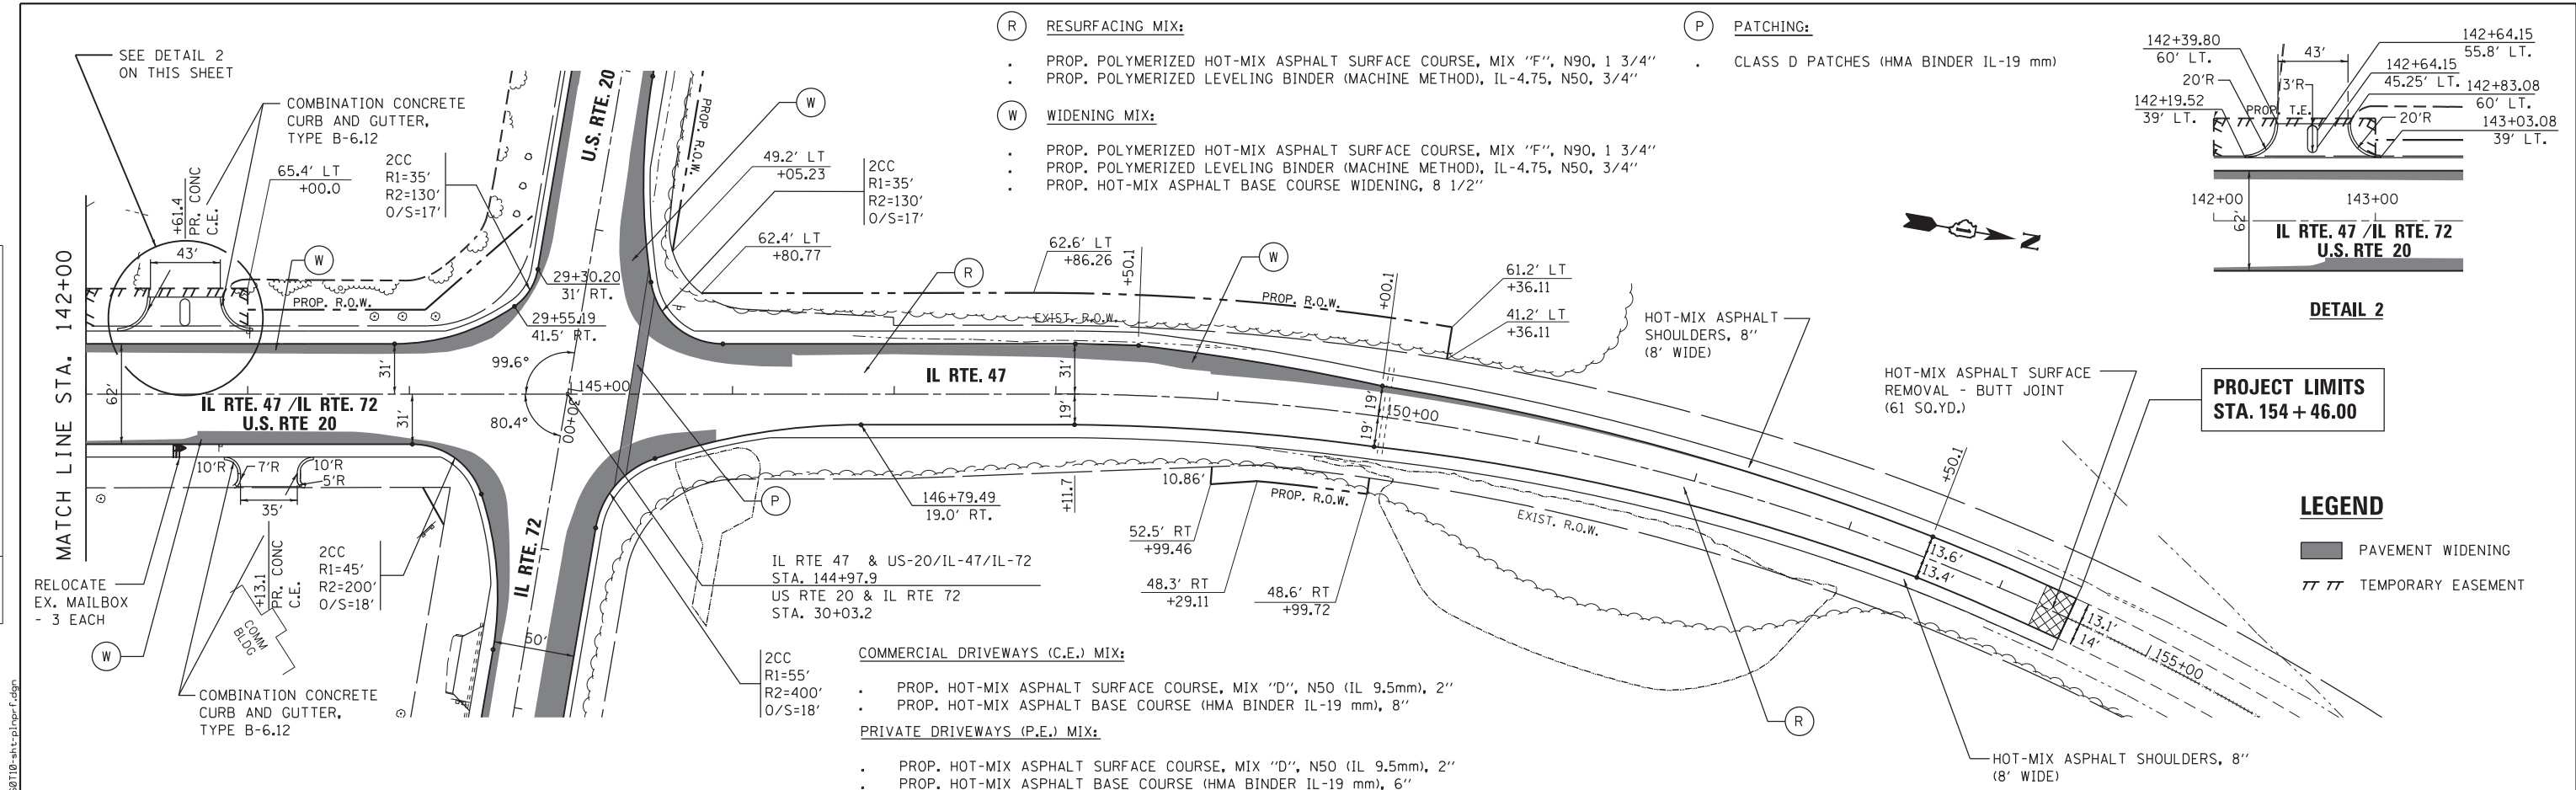 SEE DETAIL 2
ON THIS SHEET
COMBINATION CONCRETE
CURB AND GUTTER,
TYPE B-6.12
65.4' LT
+00.0
2CC
R1=35'
R2=130'
O/S=17'
+61.4
PR. CONC
C.E.
43'
W
PROP. R.O.W.
MATCH LINE STA. 142+00
62'
31'
31'
IL RTE. 47 /IL RTE. 72
U.S. RTE 20
U.S. RTE. 20
PROP. R.O.W.
W
49.2' LT
+05.23
2CC
R1=35'
R2=130'
O/S=17'
62.4' LT
+80.77
29+30.20
31' RT.
29+55.19
41.5' RT.
99.6°
80.4°
145+00
30+00
10'R
7'R
10'R
5'R
35'
+13.1
PR. CONC
C.E.
COMM
BLDG
2CC
R1=45'
R2=200'
O/S=18'
RELOCATE
EX. MAILBOX
- 3 EACH
W
COMBINATION CONCRETE
CURB AND GUTTER,
TYPE B-6.12
IL RTE. 72
50'
P
IL RTE 47 & US-20/IL-47/IL-72
STA. 144+97.9
US RTE 20 & IL RTE 72
STA. 30+03.2
2CC
R1=55'
R2=400'
O/S=18'
R RESURFACING MIX:
. PROP. POLYMERIZED HOT-MIX ASPHALT SURFACE COURSE, MIX "F", N90, 1 3/4"
. PROP. POLYMERIZED LEVELING BINDER (MACHINE METHOD), IL-4.75, N50, 3/4"
W WIDENING MIX:
. PROP. POLYMERIZED HOT-MIX ASPHALT SURFACE COURSE, MIX "F", N90, 1 3/4"
. PROP. POLYMERIZED LEVELING BINDER (MACHINE METHOD), IL-4.75, N50, 3/4"
. PROP. HOT-MIX ASPHALT BASE COURSE WIDENING, 8 1/2"
P PATCHING:
. CLASS D PATCHES (HMA BINDER IL-19 mm)
R
62.6' LT
+86.26
+50.1
W
EXIST. R.O.W.
PROP. R.O.W.
+00.1
61.2' LT
+36.11
41.2' LT
+36.11
IL RTE. 47
31'
19'
19'
19'
150+00
146+79.49
19.0' RT.
+11.7
10.86'
PROP. R.O.W.
52.5' RT
+99.46
48.3' RT
+29.11
48.6' RT
+99.72
EXIST. R.O.W.
HOT-MIX ASPHALT
SHOULDERS, 8"
(8' WIDE)
N
HOT-MIX ASPHALT SURFACE
REMOVAL - BUTT JOINT
(61 SQ.YD.)
PROJECT LIMITS
STA. 154 + 46.00
+50.1
13.6'
13.4'
13.1'
14'
155+00
R
HOT-MIX ASPHALT SHOULDERS, 8"
(8' WIDE)
142+39.80
60' LT.
43'
142+64.15
55.8' LT.
142+64.15
45.25' LT.
20'R
3'R
142+83.08
60' LT.
142+19.52
39' LT.
PROP. T.E.
20'R
143+03.08
39' LT.
142+00
143+00
62'
IL RTE. 47 /IL RTE. 72
U.S. RTE 20
DETAIL 2
LEGEND
PAVEMENT WIDENING
TEMPORARY EASEMENT
COMMERCIAL DRIVEWAYS (C.E.) MIX:
. PROP. HOT-MIX ASPHALT SURFACE COURSE, MIX "D", N50 (IL 9.5mm), 2"
. PROP. HOT-MIX ASPHALT BASE COURSE (HMA BINDER IL-19 mm), 8"
PRIVATE DRIVEWAYS (P.E.) MIX:
. PROP. HOT-MIX ASPHALT SURFACE COURSE, MIX "D", N50 (IL 9.5mm), 2"
. PROP. HOT-MIX ASPHALT BASE COURSE (HMA BINDER IL-19 mm), 6"